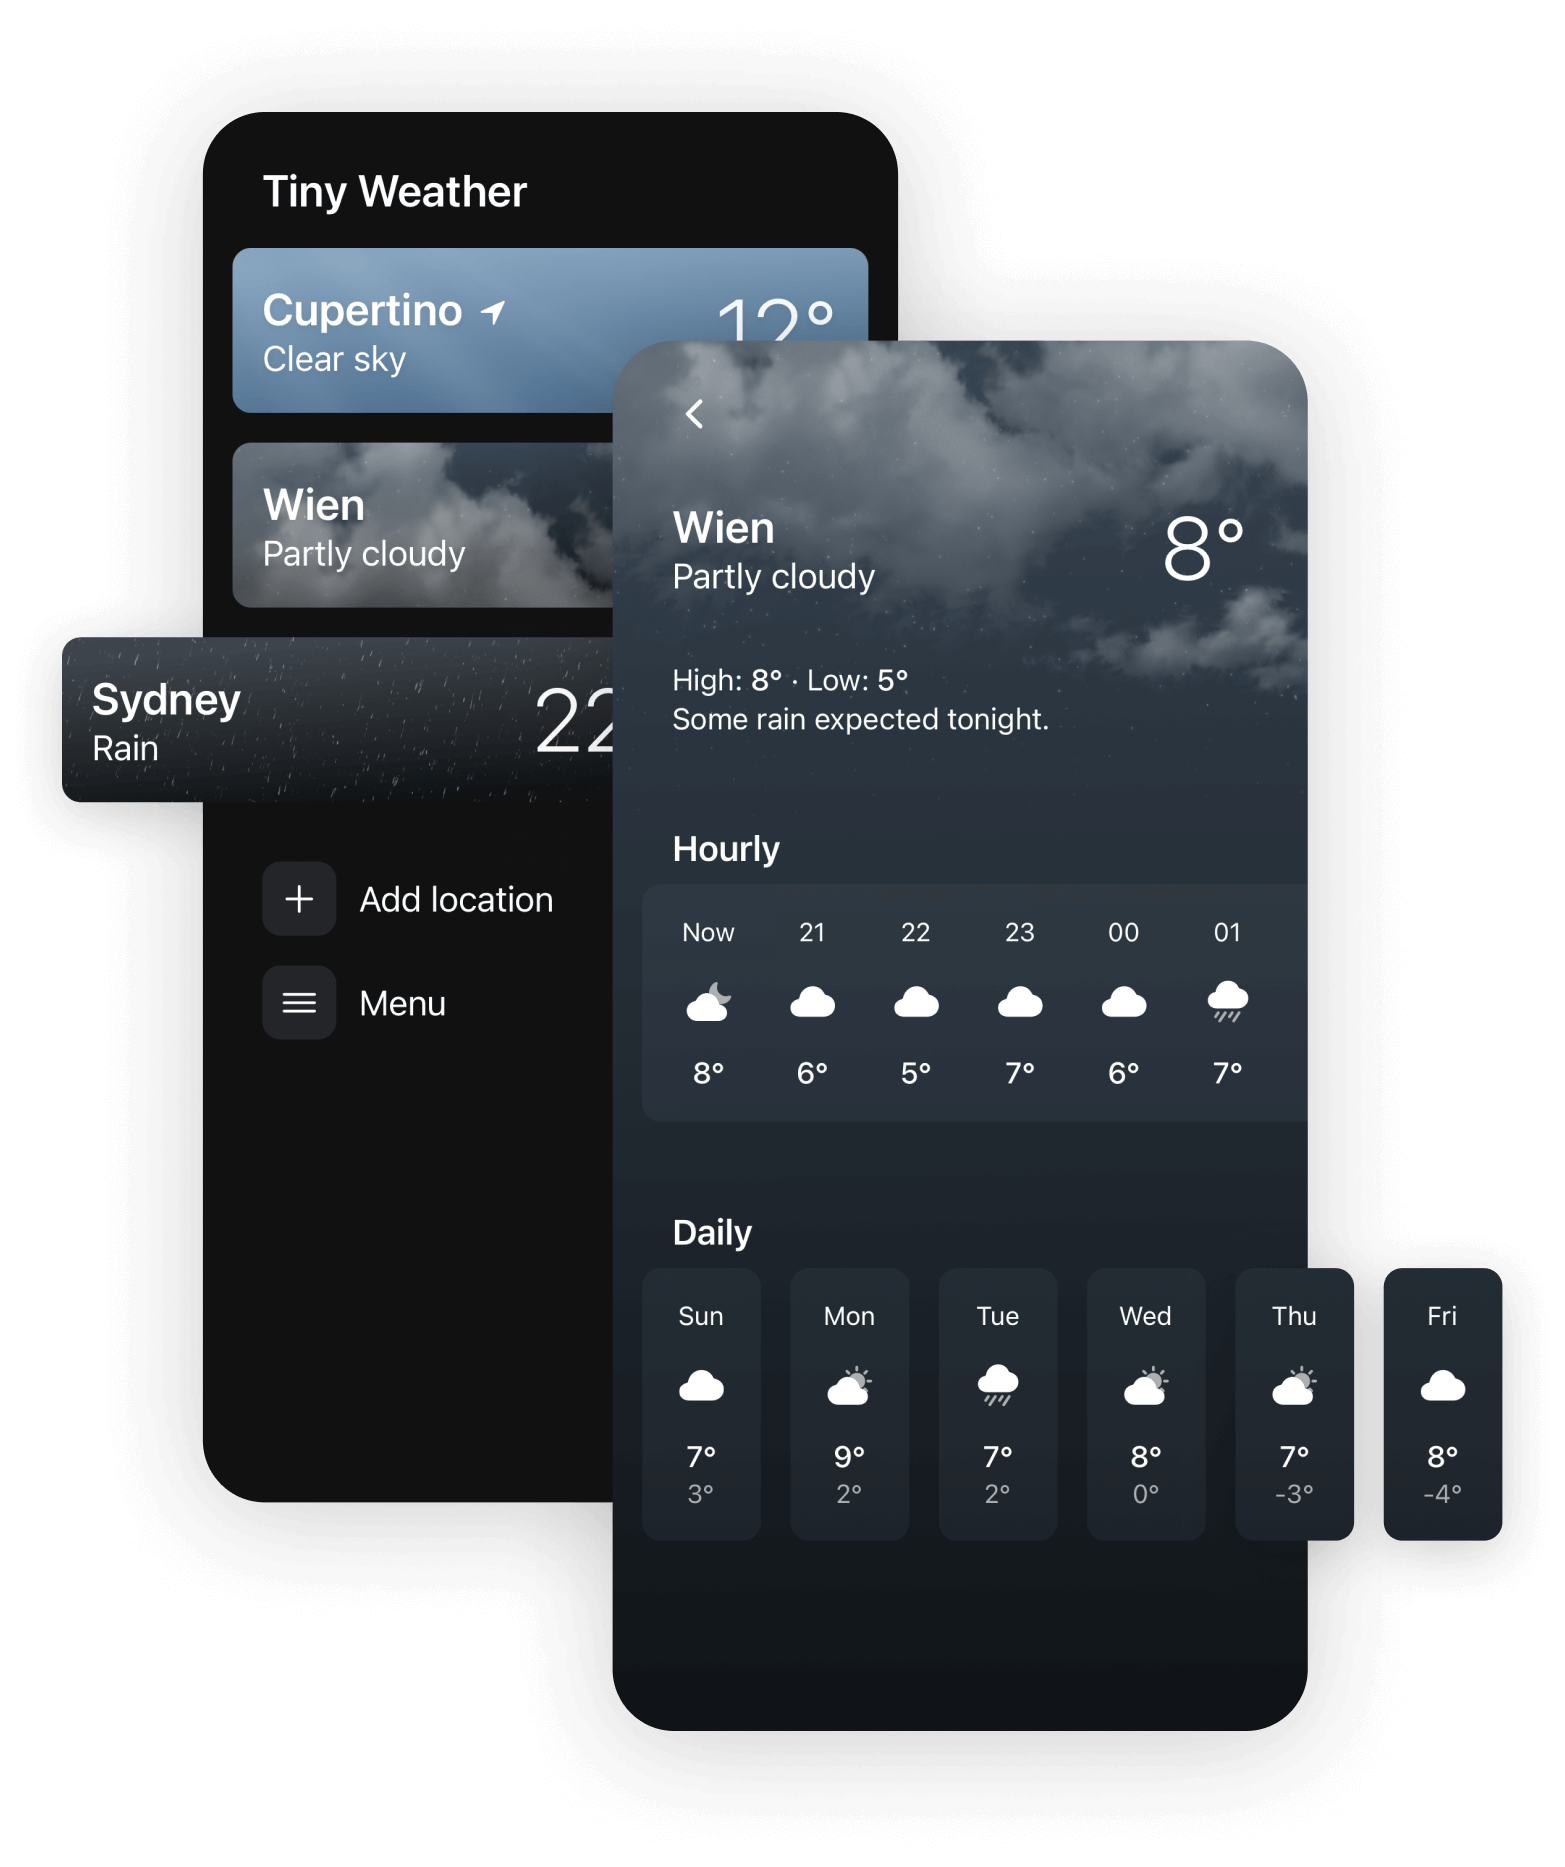 Tiny Weather
Cupertino
12°
Clear sky
Wien
Partly cloudy
Sydney
22
Rain
Add location
Menu
Wien
8°
Partly cloudy
High: 8° · Low: 5°
Some rain expected tonight.
Hourly
Now 21 22 23 00 01
8° 6° 5° 7° 6° 7°
Daily
Sun Mon Tue Wed Thu Fri
7° 9° 7° 8° 7° 8°
3° 2° 2° 0° -3° -4°